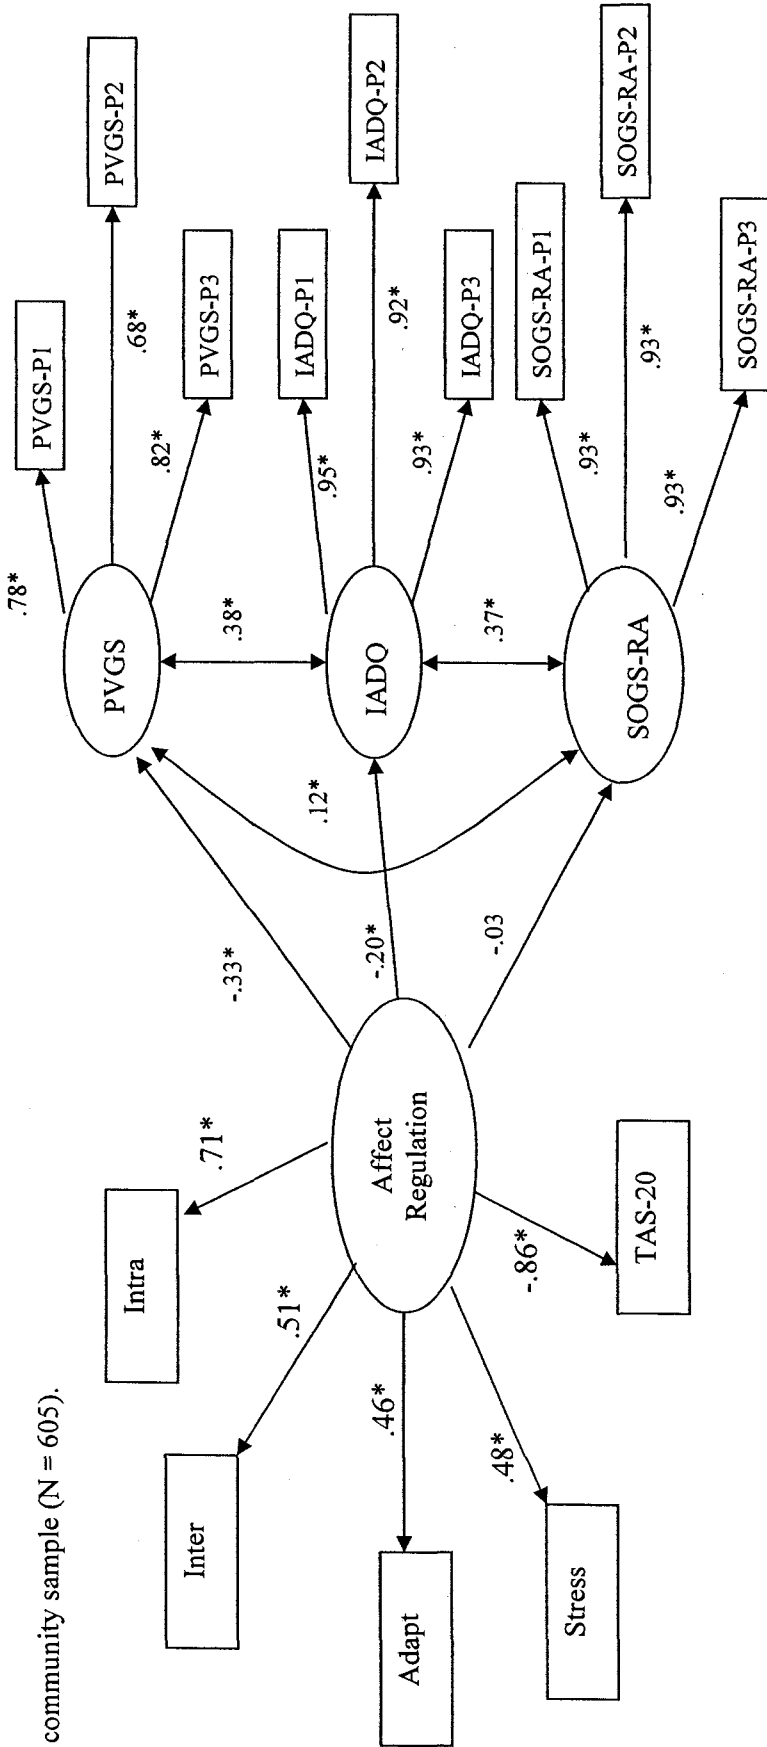 community sample (N = 605).
Intra
Inter
Adapt
Stress
TAS-20
.71*
.51*
.46*
.48*
-.86*
Affect
Regulation
-.33*
-.20*
-.03
.12*
PVGS
IADQ
SOGS-RA
.38*
.37*
.78*
.68*
.82*
.95*
.92*
.93*
.93*
.93*
.93*
PVGS-P1
PVGS-P2
PVGS-P3
IADQ-P1
IADQ-P2
IADQ-P3
SOGS-RA-P1
SOGS-RA-P2
SOGS-RA-P3